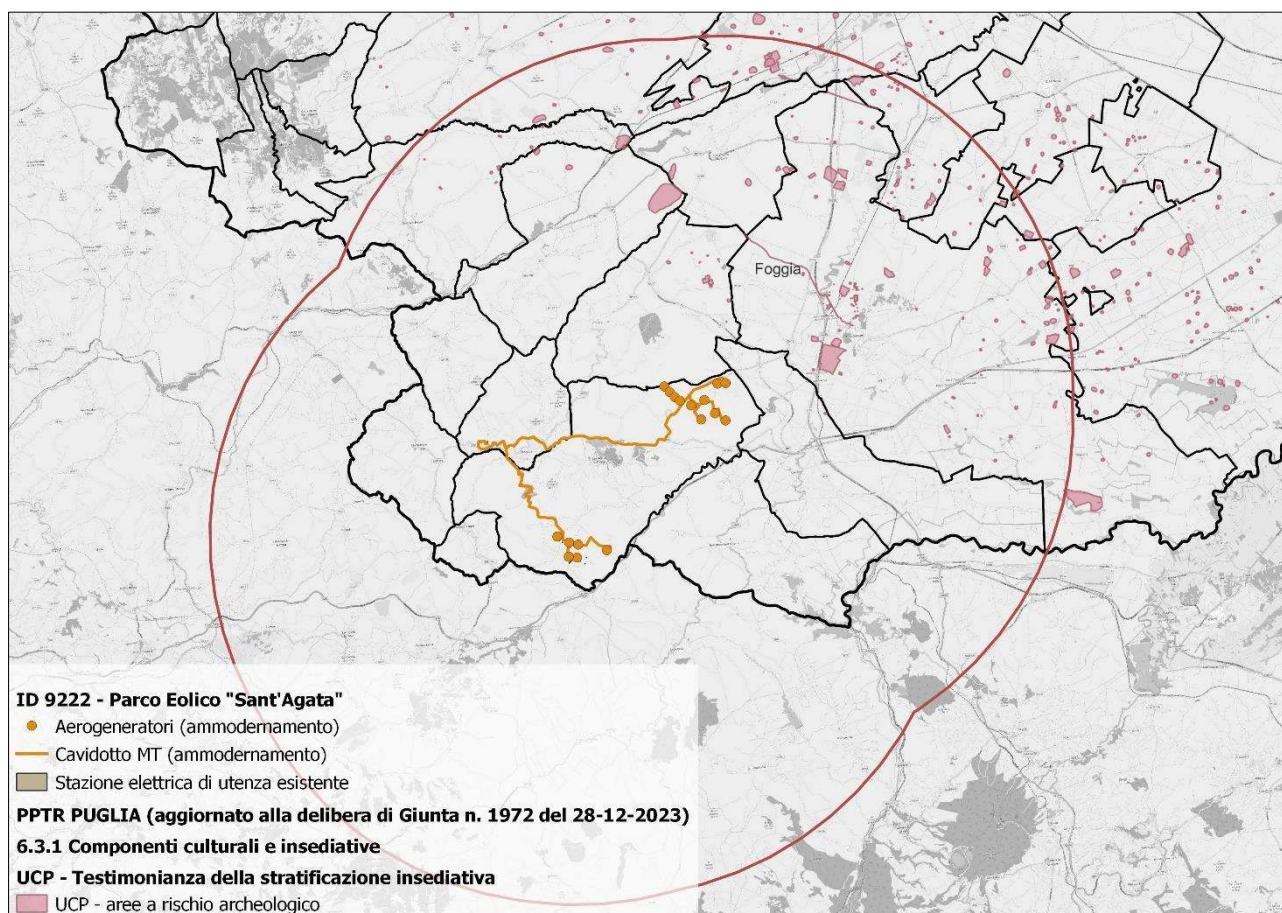 Foggia
ID 9222 - Parco Eolico "Sant'Agata"
Aerogeneratori (ammodernamento)
Cavidotto MT (ammodernamento)
Stazione elettrica di utenza esistente
PPTR PUGLIA (aggiornato alla delibera di Giunta n. 1972 del 28-12-2023)
6.3.1 Componenti culturali e insediative
UCP - Testimonianza della stratificazione insediativa
UCP - aree a rischio archeologico